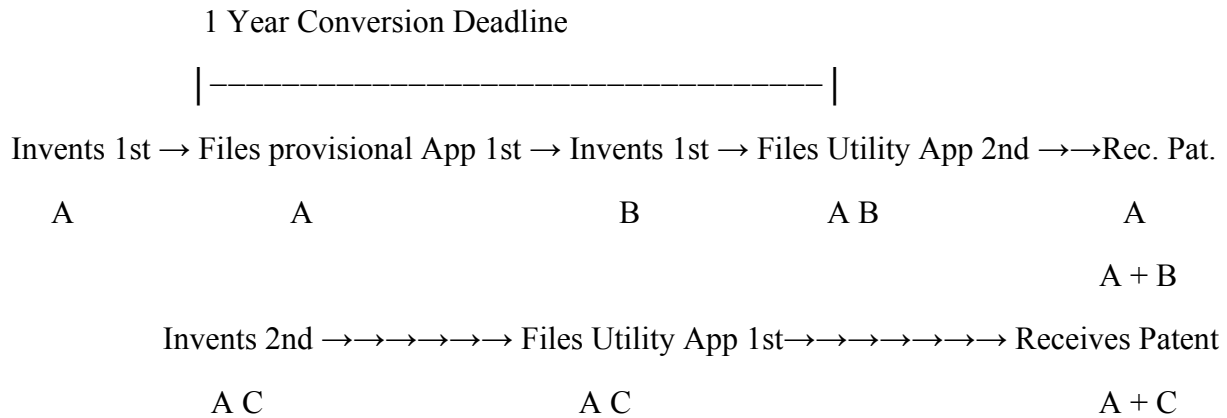 1 Year Conversion Deadline
|––––––––––––––––––––––––––––––––––|
Invents 1st → Files provisional App 1st → Invents 1st → Files Utility App 2nd →→Rec. Pat.
A A B A B A
A + B
Invents 2nd →→→→→→ Files Utility App 1st→→→→→→→ Receives Patent
A C A C A + C